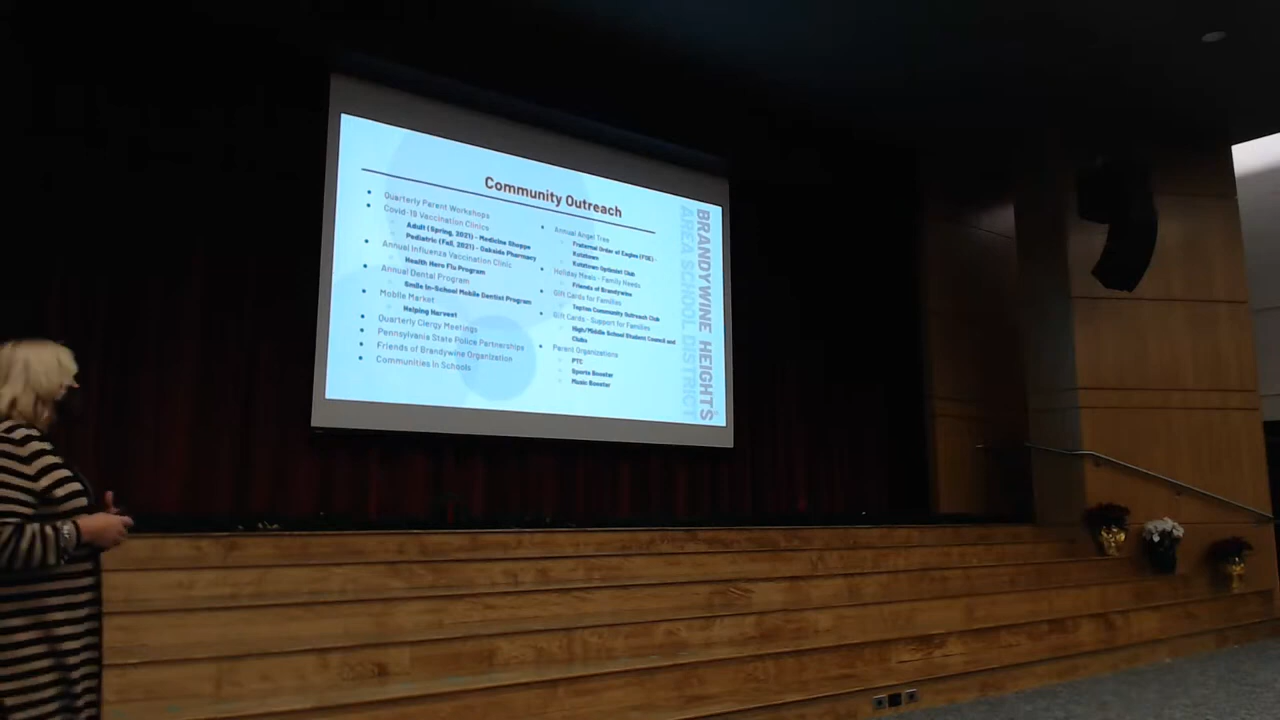 Community Outreach
Quarterly Parent Workshops
Covid-19 Vaccination Clinics
Adult (Spring, 2021) - Medicine Shoppe
Pediatric (Fall, 2021) - Oakside Pharmacy
Annual Influenza Vaccination Clinic
Health Hero Flu Program
Annual Dental Program
Smile In-School Mobile Dentist Program
Mobile Market
Helping Harvest
Quarterly Clergy Meetings
Pennsylvania State Police Partnerships
Friends of Brandywine Organization
Communities In Schools
Annual Angel Tree
Fraternal Order of Eagles (FOE) -
Kutztown
Kutztown Optimist Club
Holiday Meals - Family Needs
Friends of Brandywine
Gift Cards for Families
Topton Community Outreach Club
Gift Cards - Support for Families
High/Middle School Student Council and
Clubs
Parent Organizations
PTC
Sports Booster
Music Booster
BRANDYWINE HEIGHTS
AREA SCHOOL DISTRICT